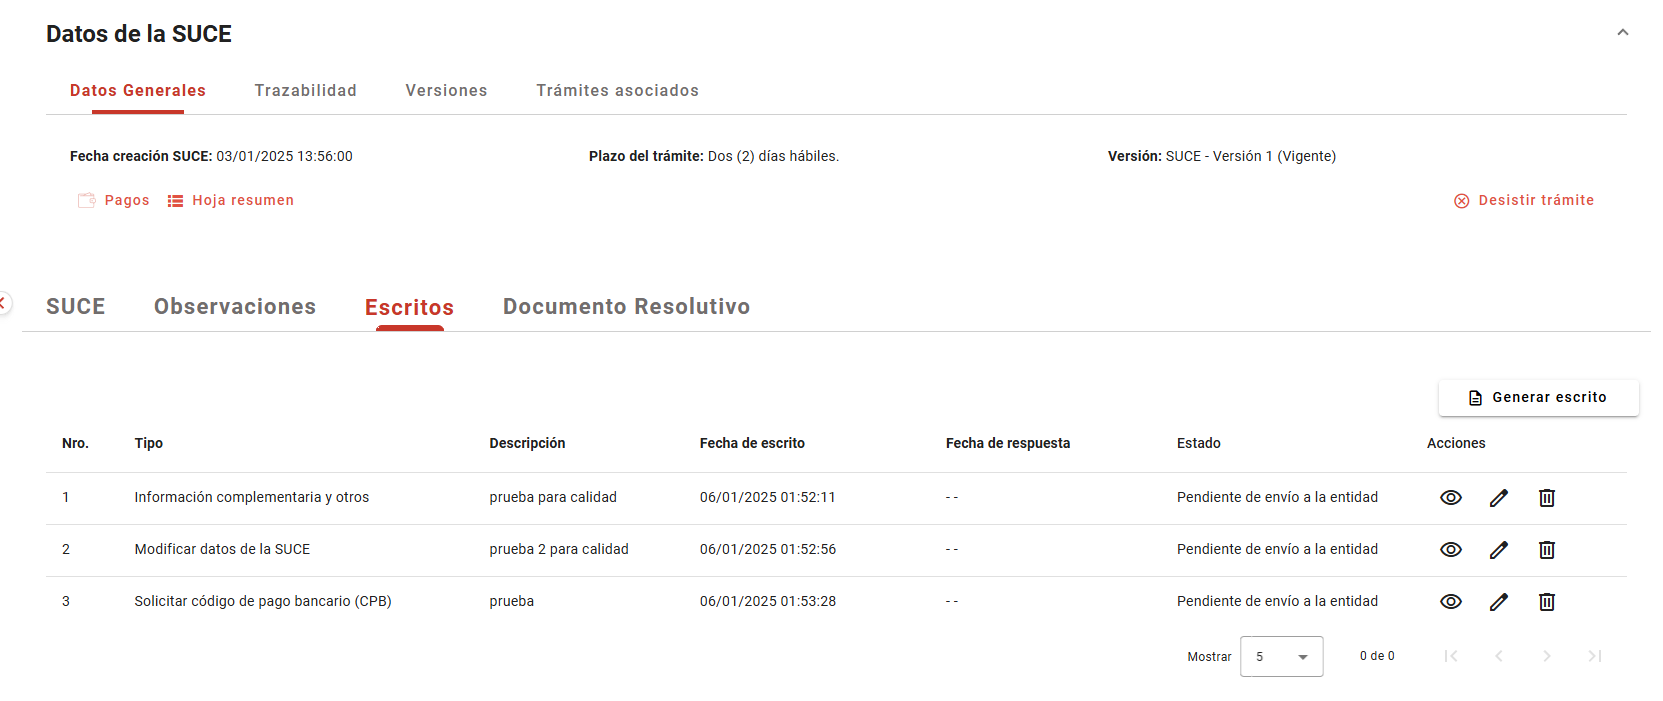 Datos de la SUCE
Datos Generales Trazabilidad Versiones Trámites asociados
Fecha creación SUCE: 03/01/2025 13:56:00 Plazo del trámite: Dos (2) días hábiles. Versión: SUCE - Versión 1 (Vigente)
Pagos Hoja resumen Desistir trámite
SUCE Observaciones Escritos Documento Resolutivo
Generar escrito
Nro. Tipo Descripción Fecha de escrito Fecha de respuesta Estado Acciones
1 Información complementaria y otros prueba para calidad 06/01/2025 01:52:11 - - Pendiente de envío a la entidad
2 Modificar datos de la SUCE prueba 2 para calidad 06/01/2025 01:52:56 - - Pendiente de envío a la entidad
3 Solicitar código de pago bancario (CPB) prueba 06/01/2025 01:53:28 - - Pendiente de envío a la entidad
Mostrar 5 0 de 0